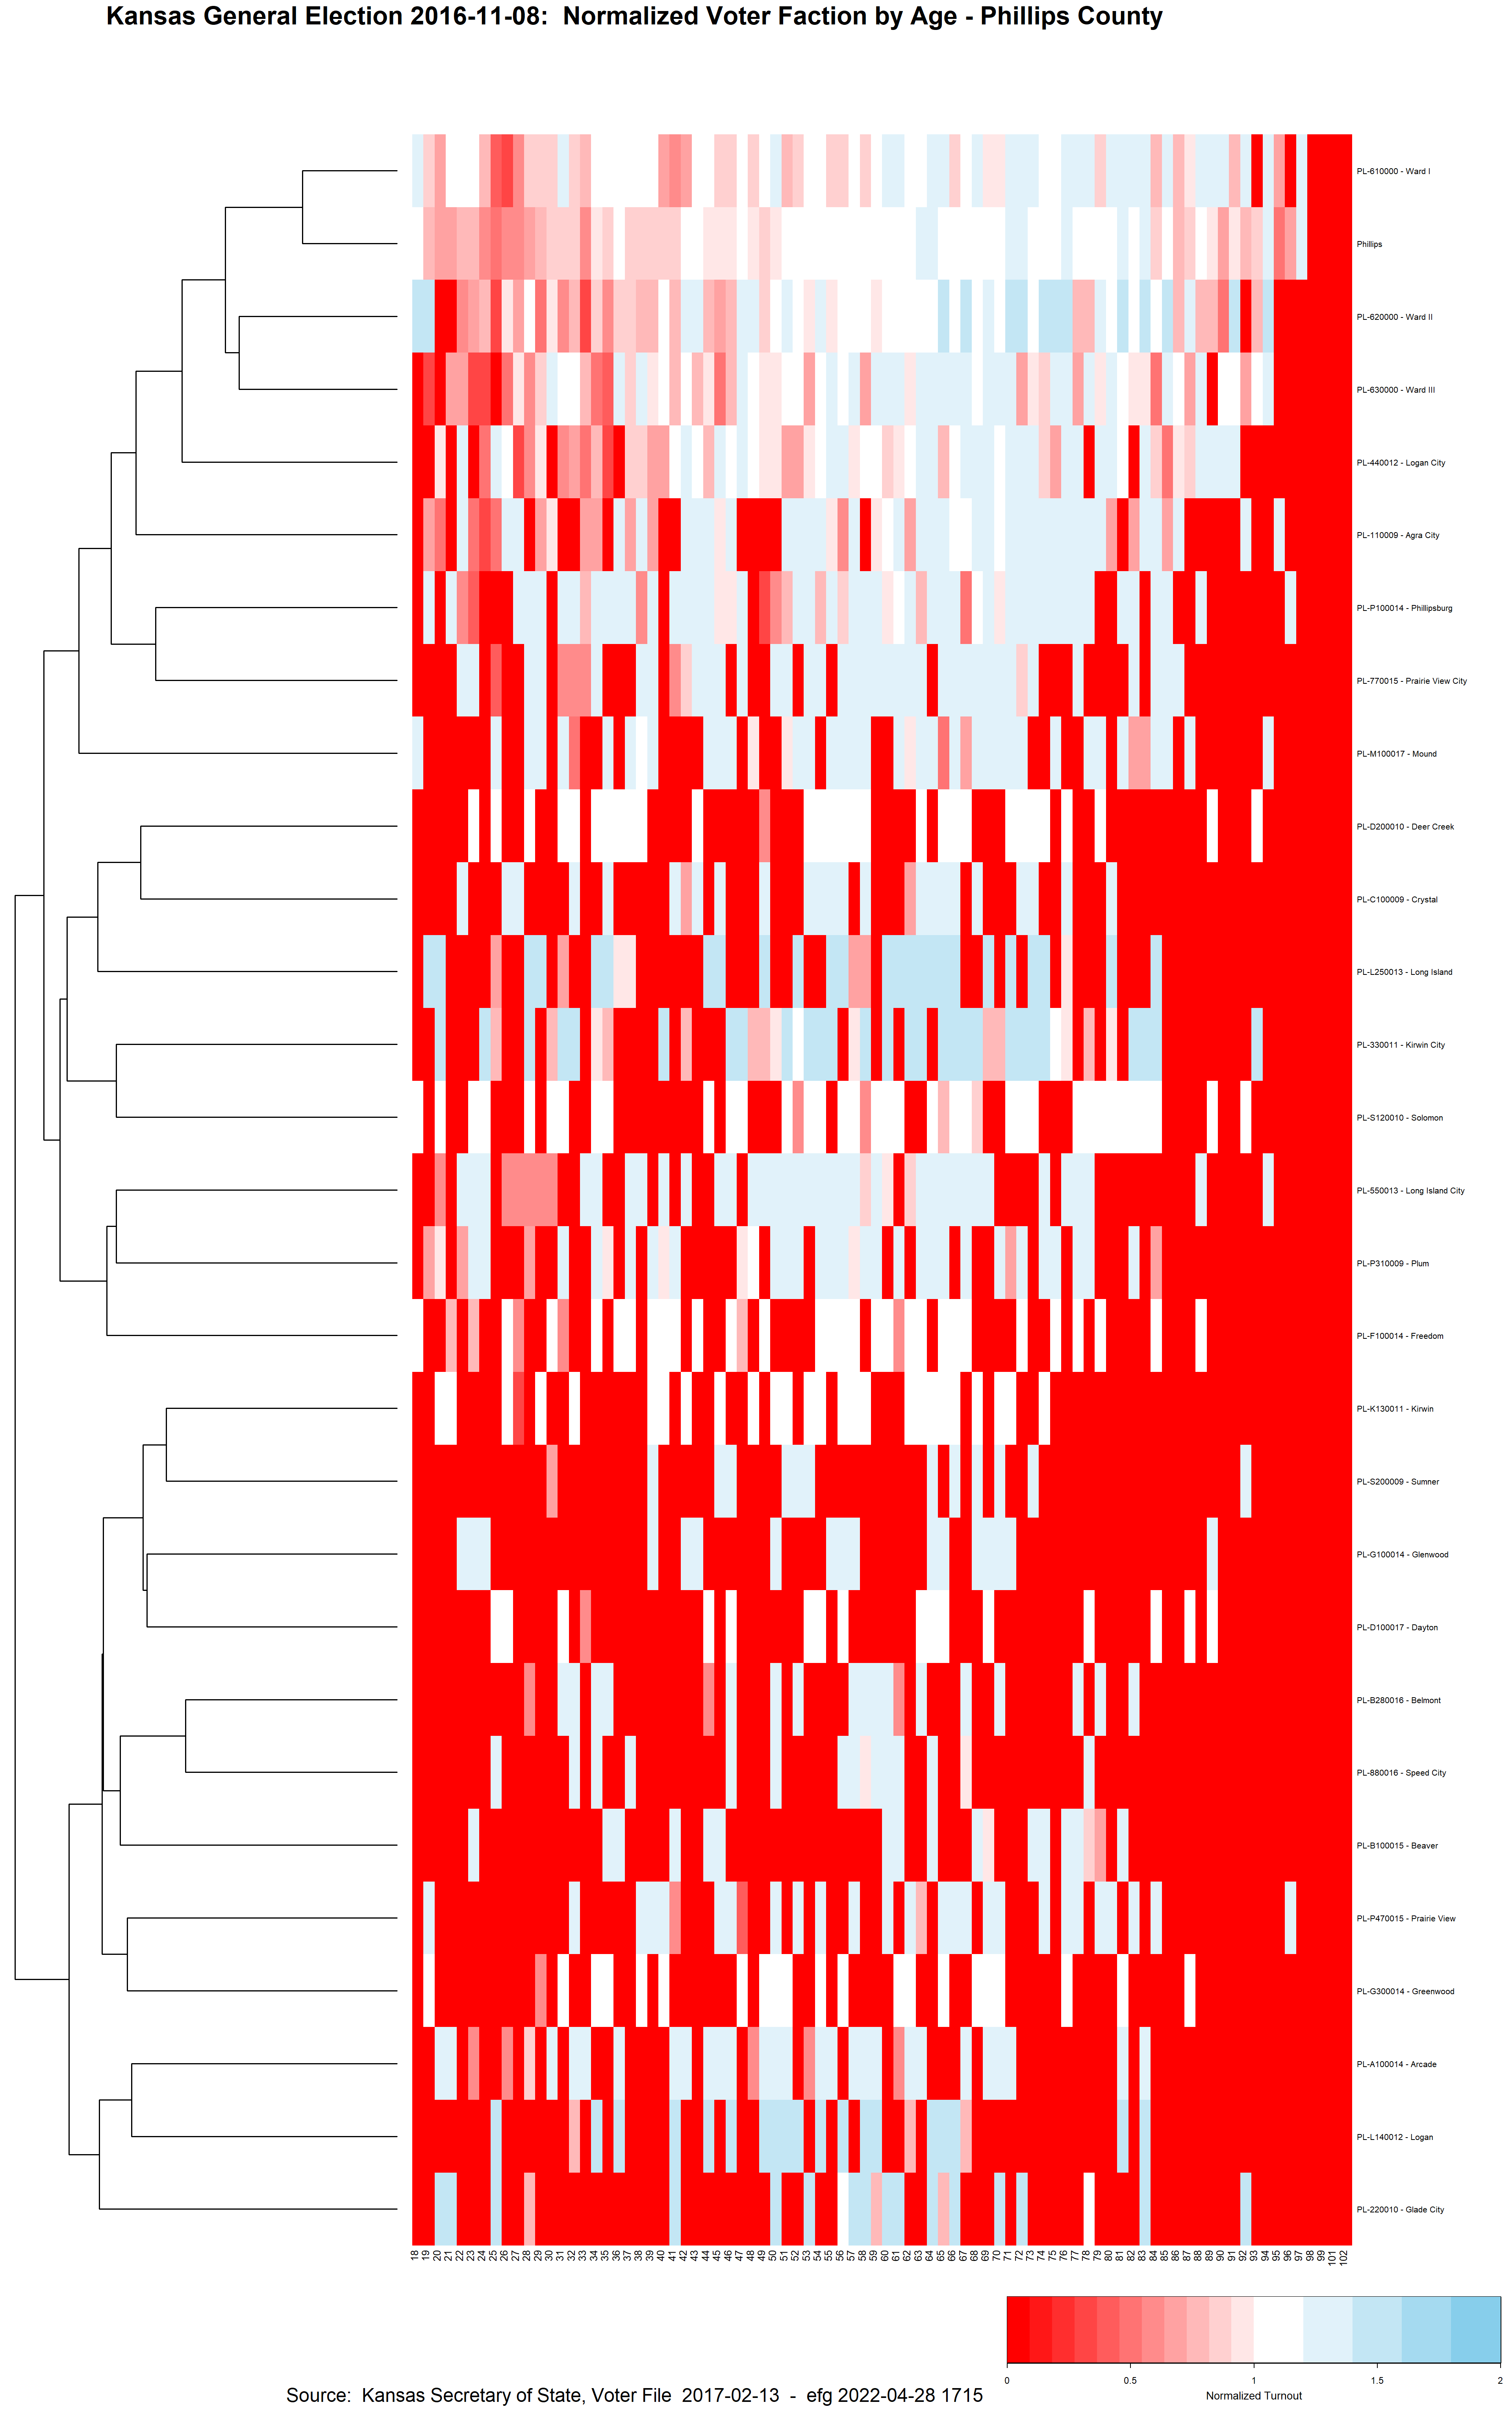 Kansas General Election 2016-11-08:  Normalized Voter Faction by Age - Phillips County
PL-610000 - Ward I
Phillips
PL-620000 - Ward II
PL-630000 - Ward III
PL-440012 - Logan City
PL-110009 - Agra City
PL-P100014 - Phillipsburg
PL-770015 - Prairie View City
PL-M100017 - Mound
PL-D200010 - Deer Creek
PL-C100009 - Crystal
PL-L250013 - Long Island
PL-330011 - Kirwin City
PL-S120010 - Solomon
PL-550013 - Long Island City
PL-P310009 - Plum
PL-F100014 - Freedom
PL-K130011 - Kirwin
PL-S200009 - Sumner
PL-G100014 - Glenwood
PL-D100017 - Dayton
PL-B280016 - Belmont
PL-880016 - Speed City
PL-B100015 - Beaver
PL-P470015 - Prairie View
PL-G300014 - Greenwood
PL-A100014 - Arcade
PL-L140012 - Logan
PL-220010 - Glade City
18 19 20 21 22 23 24 25 26 27 28 29 30 31 32 33 34 35 36 37 38 39 40 41 42 43 44 45 46 47 48 49 50 51 52 53 54 55 56 57 58 59 60 61 62 63 64 65 66 67 68 69 70 71 72 73 74 75 76 77 78 79 80 81 82 83 84 85 86 87 88 89 90 91 92 93 94 95 96 97 98 99 101 102
0 0.5 1 1.5 2
Normalized Turnout
Source:  Kansas Secretary of State, Voter File  2017-02-13  -  efg 2022-04-28 1715